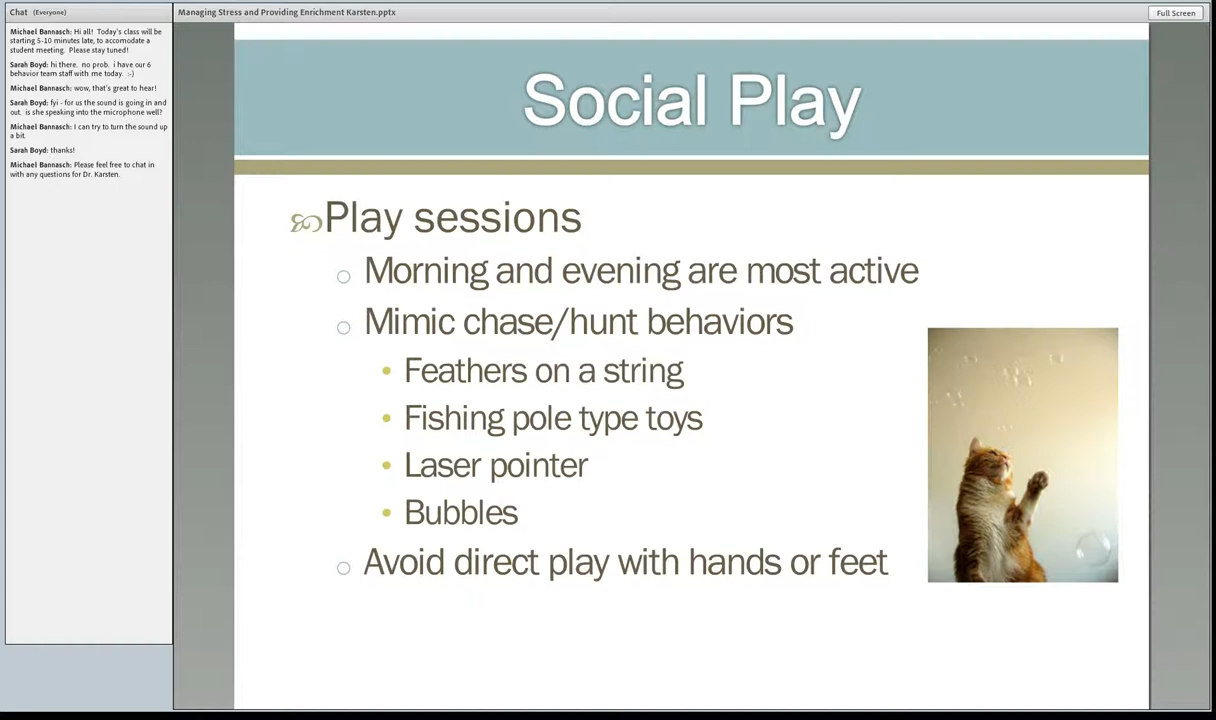 Chat (Everyone)
Michael Bannasch: Hi all! Today's class will be
starting 5-10 minutes late, to accomodate a
student meeting. Please stay tuned!
Sarah Boyd: hi there. no prob. i have our 6
behavior team staff with me today. :-)
Michael Bannasch: wow, that's great to hear!
Sarah Boyd: fyi - for us the sound is going in and
out. is she speaking into the microphone well?
Michael Bannasch: I can try to turn the sound up
a bit.
Sarah Boyd: thanks!
Michael Bannasch: Please feel free to chat in
with any questions for Dr. Karsten.
Managing Stress and Providing Enrichment Karsten.pptx
Full Screen
Social Play
Play sessions
Morning and evening are most active
Mimic chase/hunt behaviors
Feathers on a string
Fishing pole type toys
Laser pointer
Bubbles
Avoid direct play with hands or feet